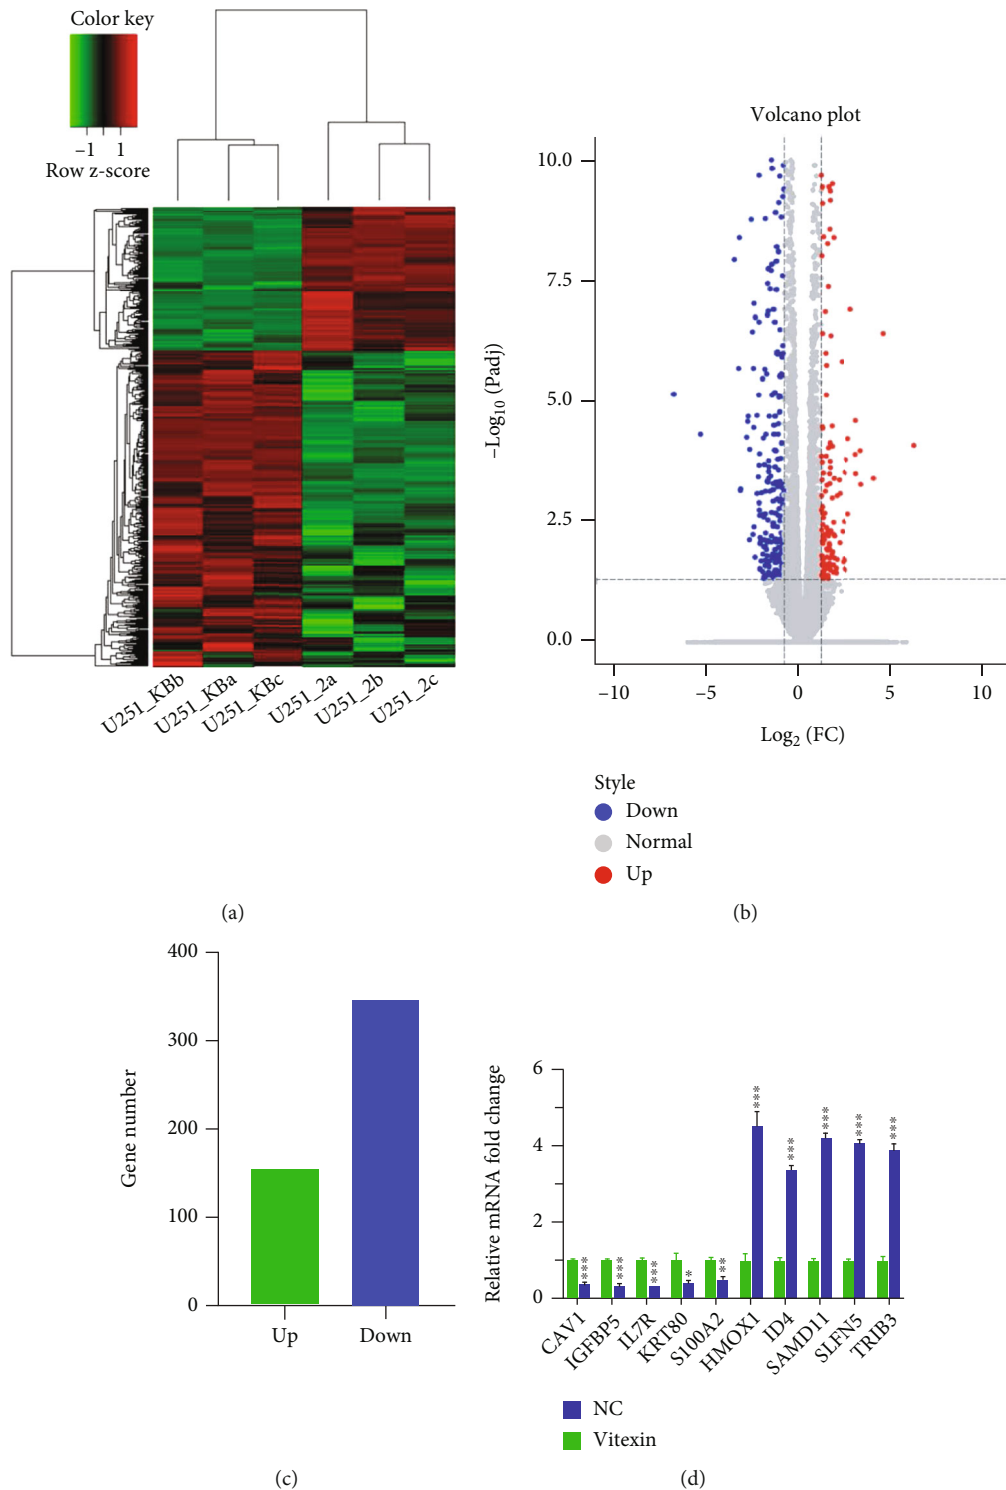 Color key
−1 1
Row z-score
U251_KBb
U251_KBa
U251_KBc
U251_2a
U251_2b
U251_2c
(a)
Volcano plot
10.0
7.5
5.0
2.5
0.0
−Log10 (Padj)
−10 −5 0 5 10
Log2 (FC)
Style
Down
Normal
Up
(b)
400
300
200
100
0
Gene number
Up Down
(c)
6
4
2
0
Relative mRNA fold change
***
***
***
*
**
***
***
***
***
***
CAV1
IGFBP5
IL7R
KRT80
S100A2
HMOX1
ID4
SAMD11
SLFN5
TRIB3
NC
Vitexin
(d)